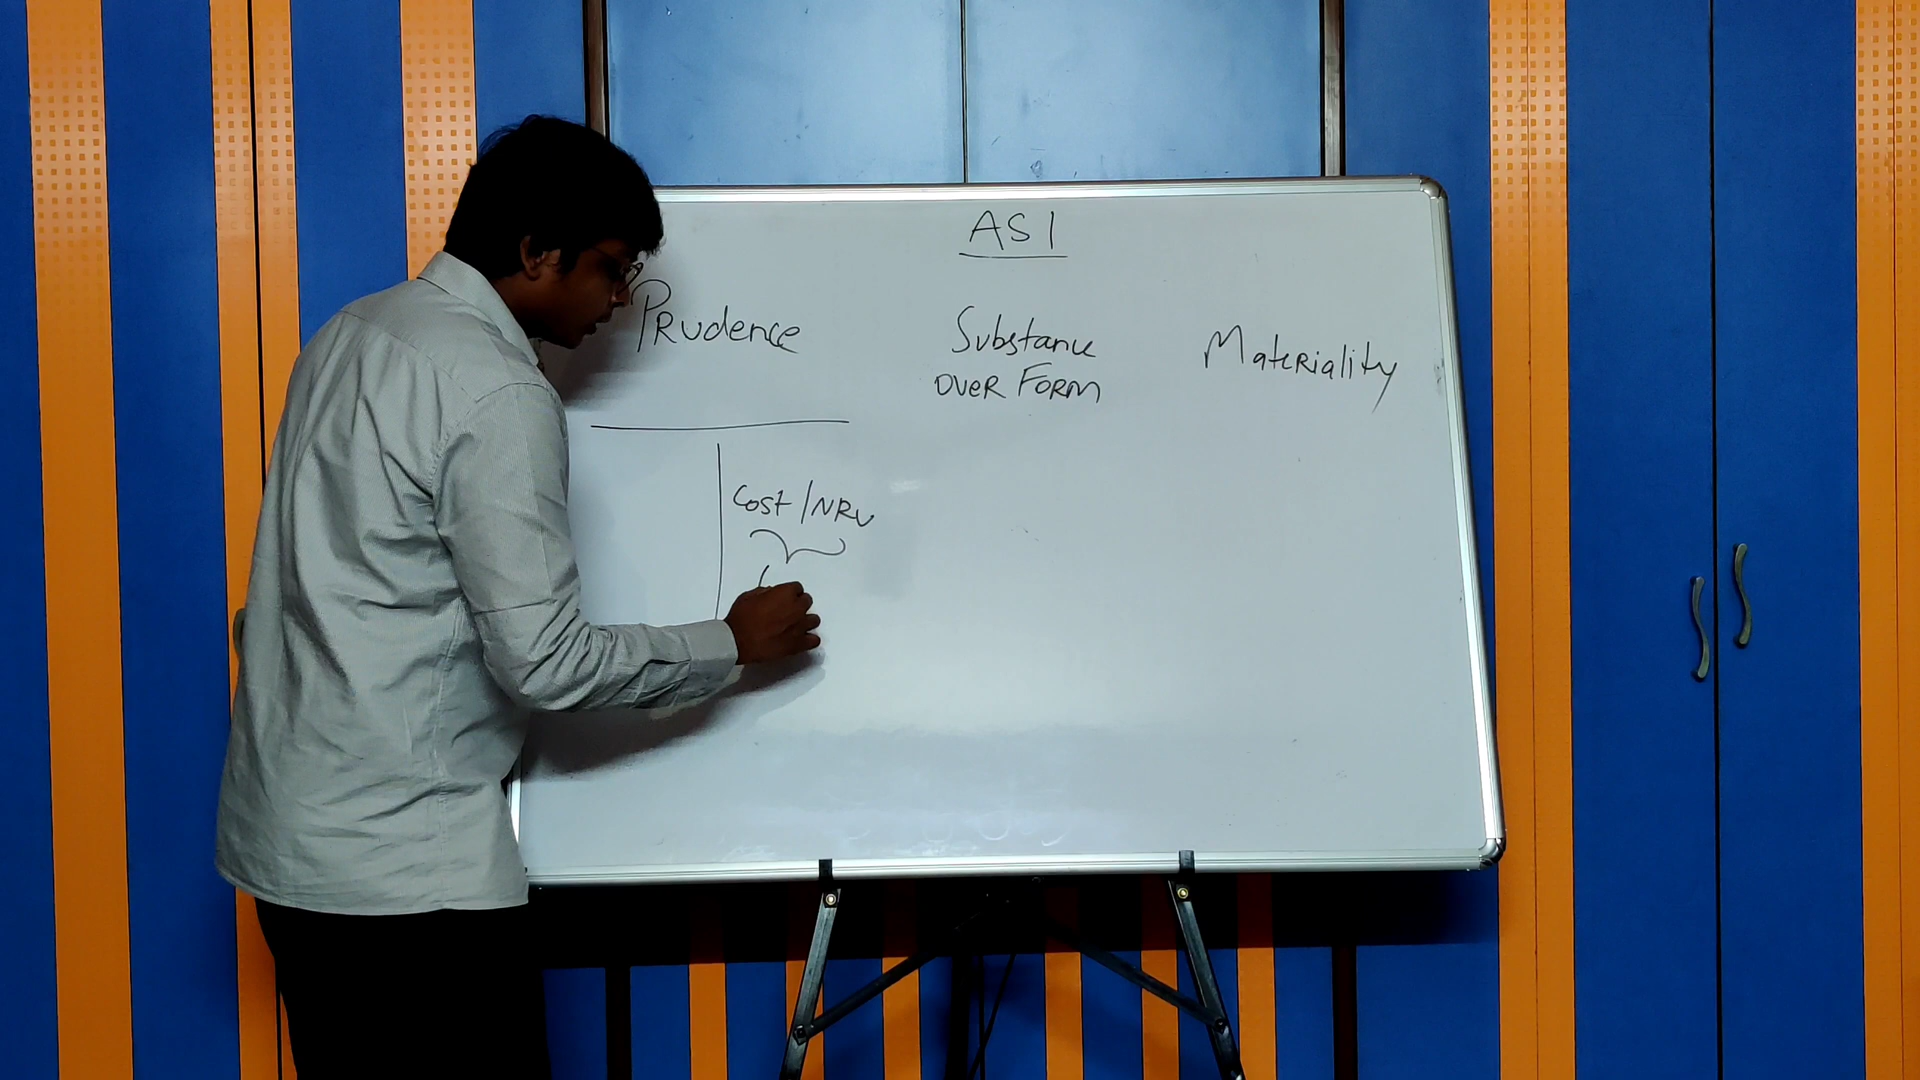 AS 1
Prudence
Substance
over Form
Materiality
Cost / NRV